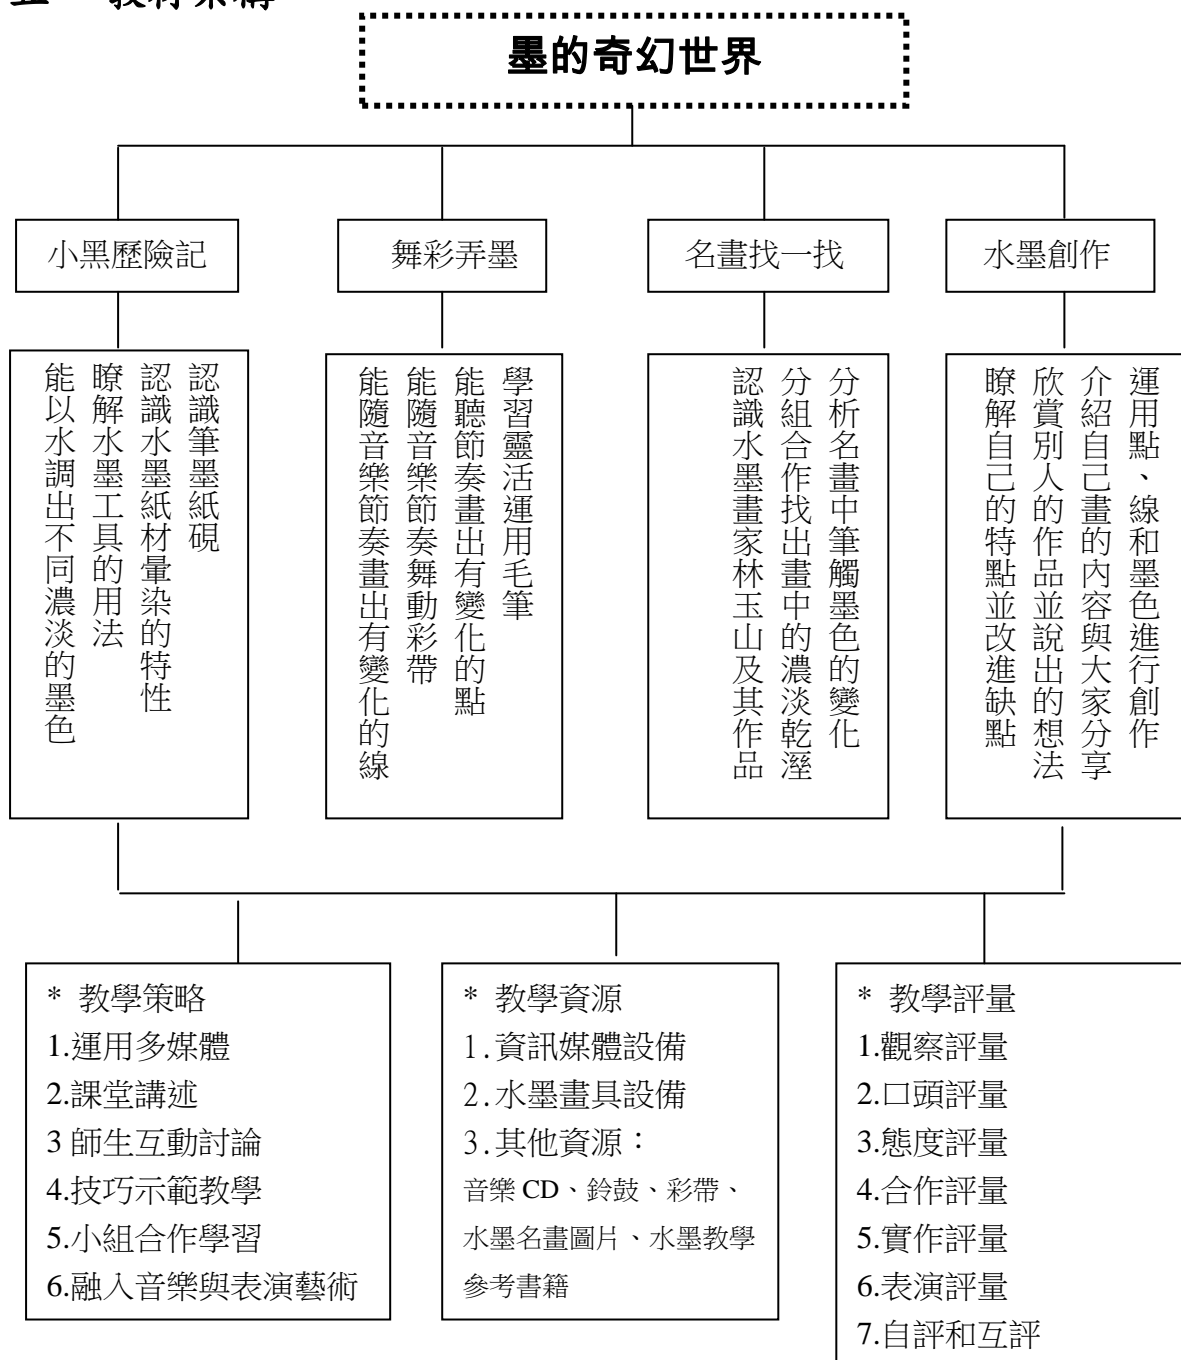 五 教材架構
墨的奇幻世界
小黑歷險記
舞彩弄墨
名畫找一找
水墨創作
認識筆墨紙硯
認識水墨紙材暈染的特性
瞭解水墨工具的用法
能以水調出不同濃淡的墨色
學習靈活運用毛筆
能聽節奏畫出有變化的點
能隨音樂節奏舞動彩帶
能隨音樂節奏畫出有變化的線
分析名畫中筆觸墨色的變化
分組合作找出畫中的濃淡乾溼
認識水墨畫家林玉山及其作品
運用點、線和墨色進行創作
介紹自己畫的內容與大家分享
欣賞別人的作品並說出的想法
瞭解自己的特點並改進缺點
* 教學策略
1.運用多媒體
2.課堂講述
3 師生互動討論
4.技巧示範教學
5.小組合作學習
6.融入音樂與表演藝術
* 教學資源
1.資訊媒體設備
2.水墨畫具設備
3.其他資源：
音樂 CD、鈴鼓、彩帶、
水墨名畫圖片、水墨教學
參考書籍
* 教學評量
1.觀察評量
2.口頭評量
3.態度評量
4.合作評量
5.實作評量
6.表演評量
7.自評和互評